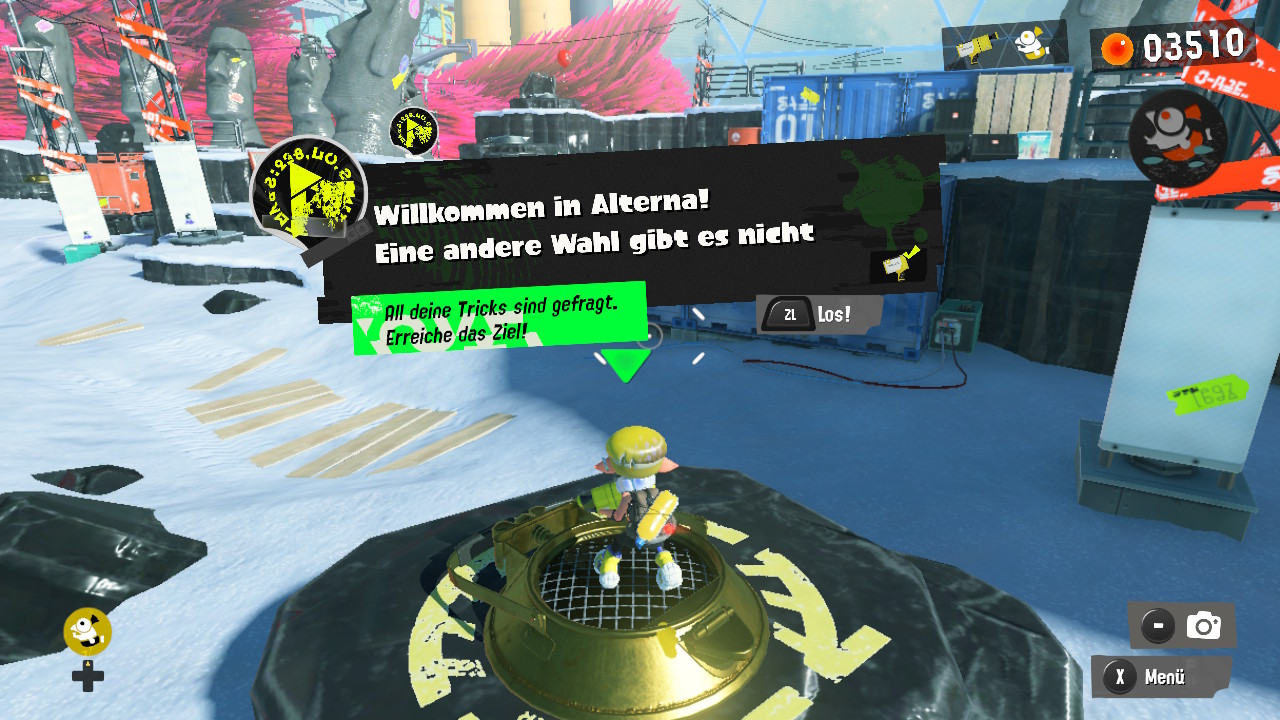 03510
Willkommen in Alterna!
Eine andere Wahl gibt es nicht
All deine Tricks sind gefragt.
Erreiche das Ziel!
ZL Los!
01
-
X Menü